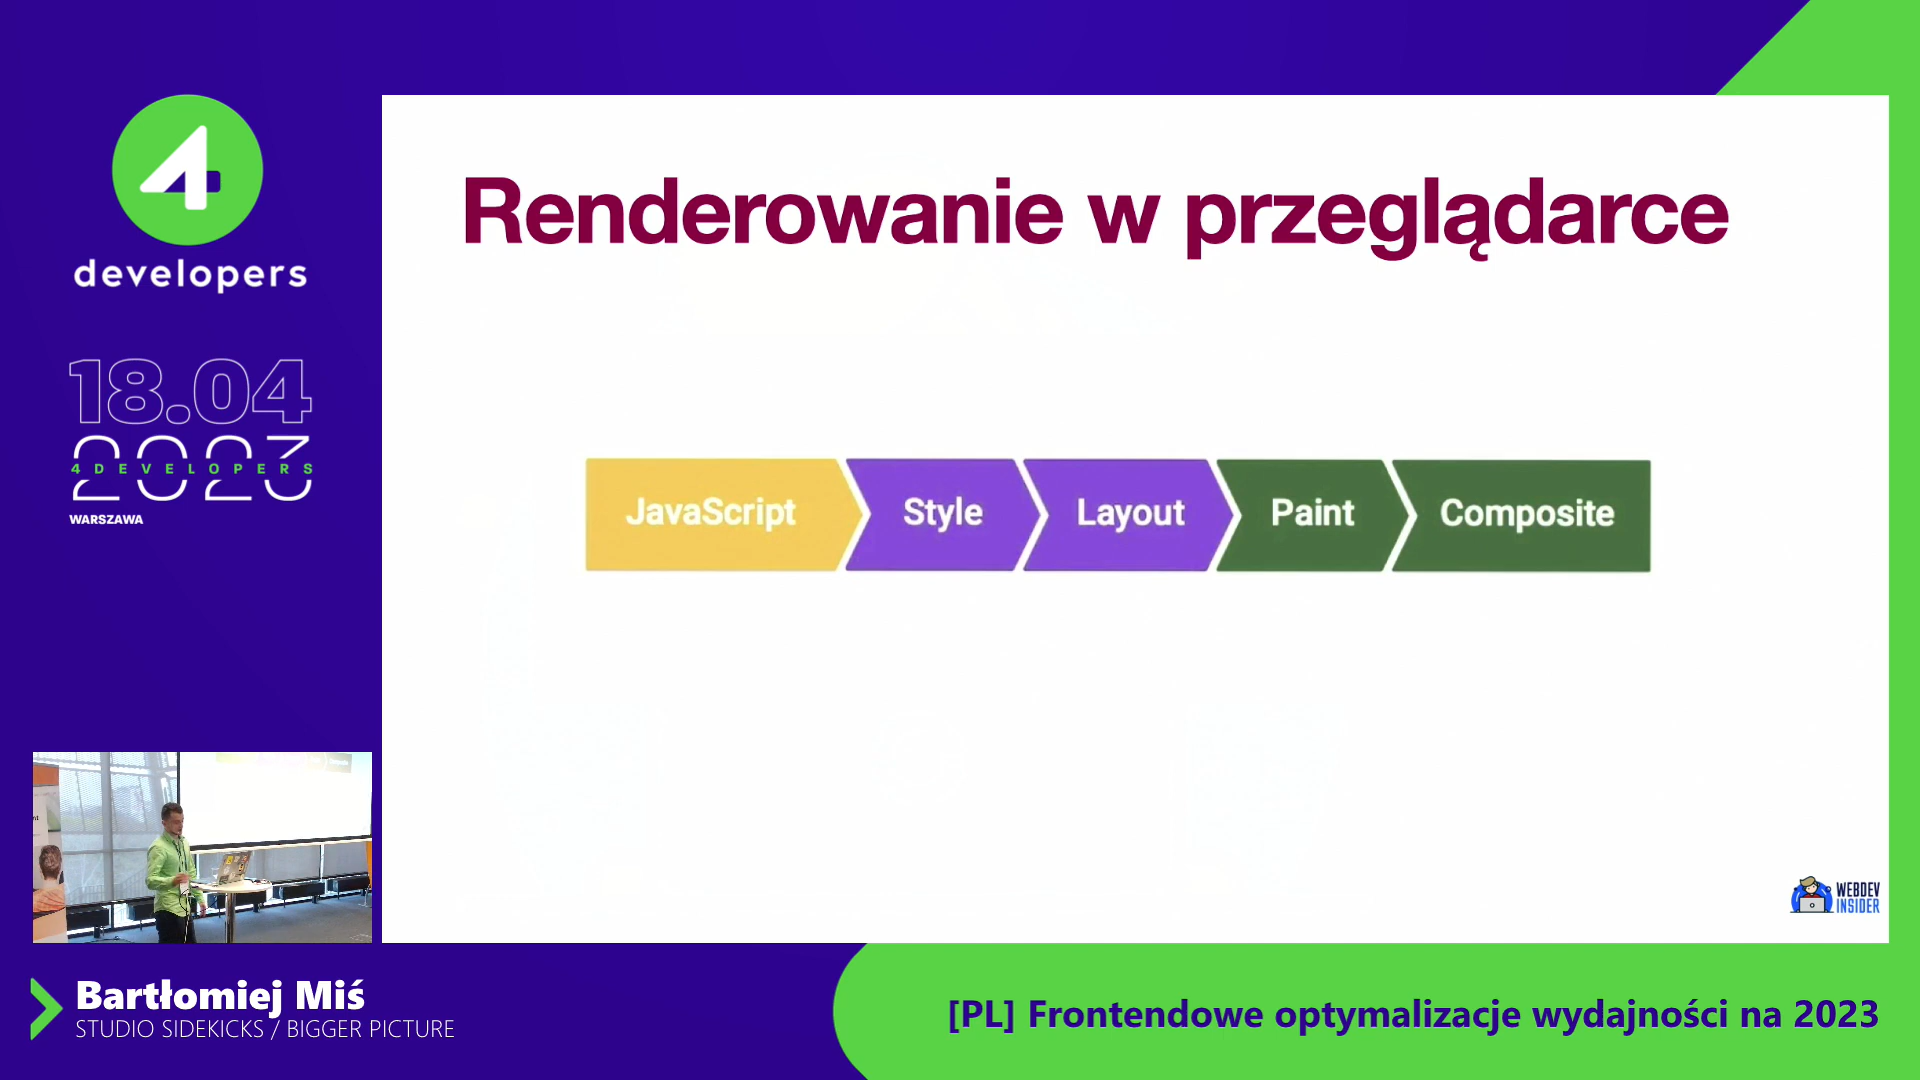 4
developers
18.04
2023
4DEVELOPERS
WARSZAWA
Renderowanie w przeglądarce
JavaScript
Style
Layout
Paint
Composite
WEBDEV
INSIDER
Bartłomiej Miś
STUDIO SIDEKICKS / BIGGER PICTURE
[PL] Frontendowe optymalizacje wydajności na 2023